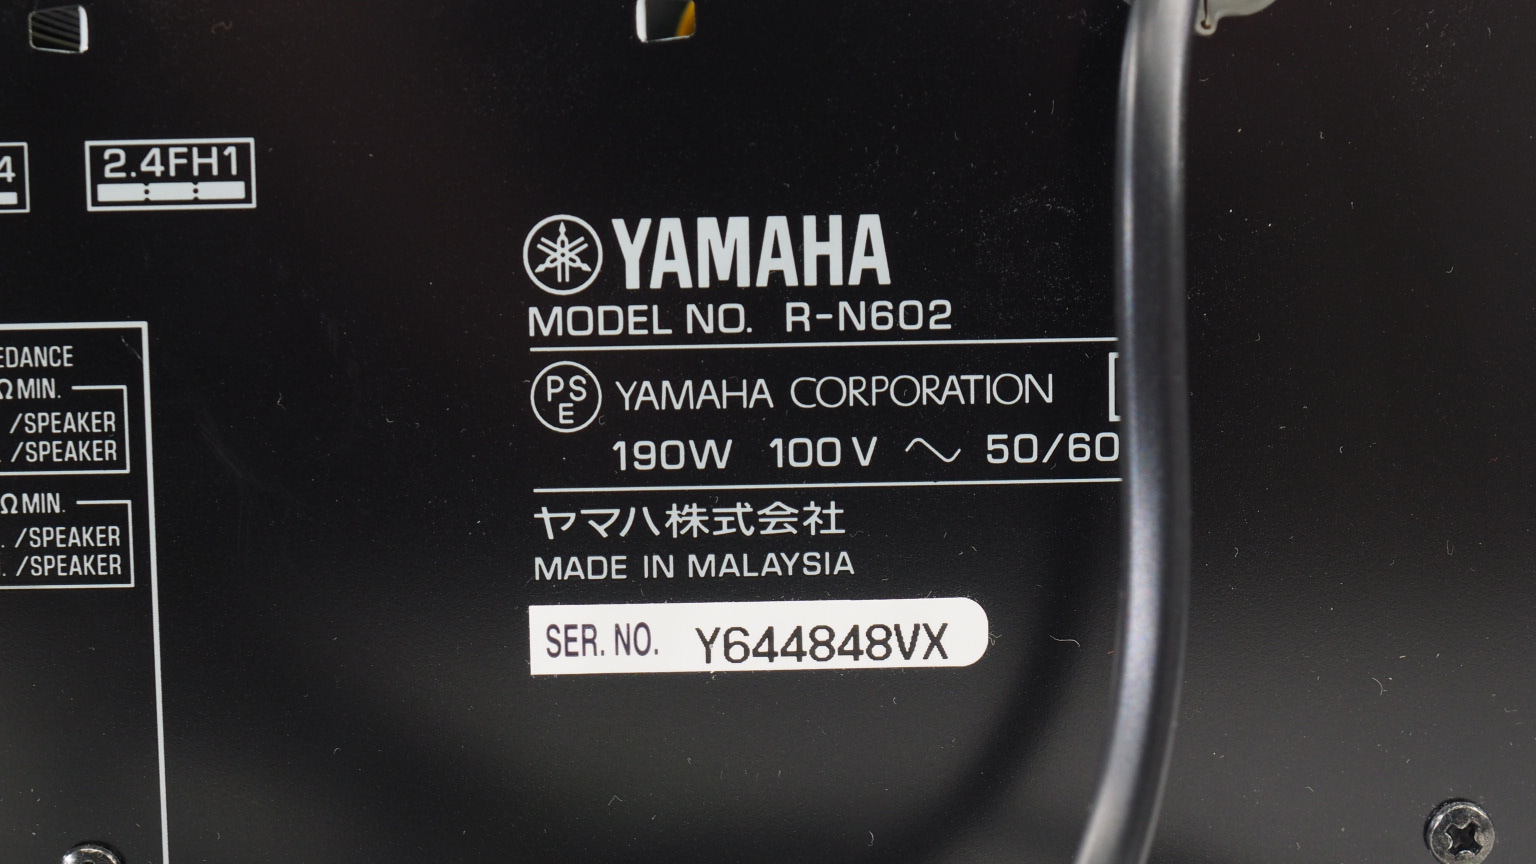 2.4FH1
YAMAHA
MODEL NO. R-N602
PSE YAMAHA CORPORATION
190W 100V ～ 50/60
ヤマハ株式会社
MADE IN MALAYSIA
SER. NO. Y644848VX
4
EDANCE
ΩMIN.
/SPEAKER
/SPEAKER
ΩMIN.
/SPEAKER
/SPEAKER